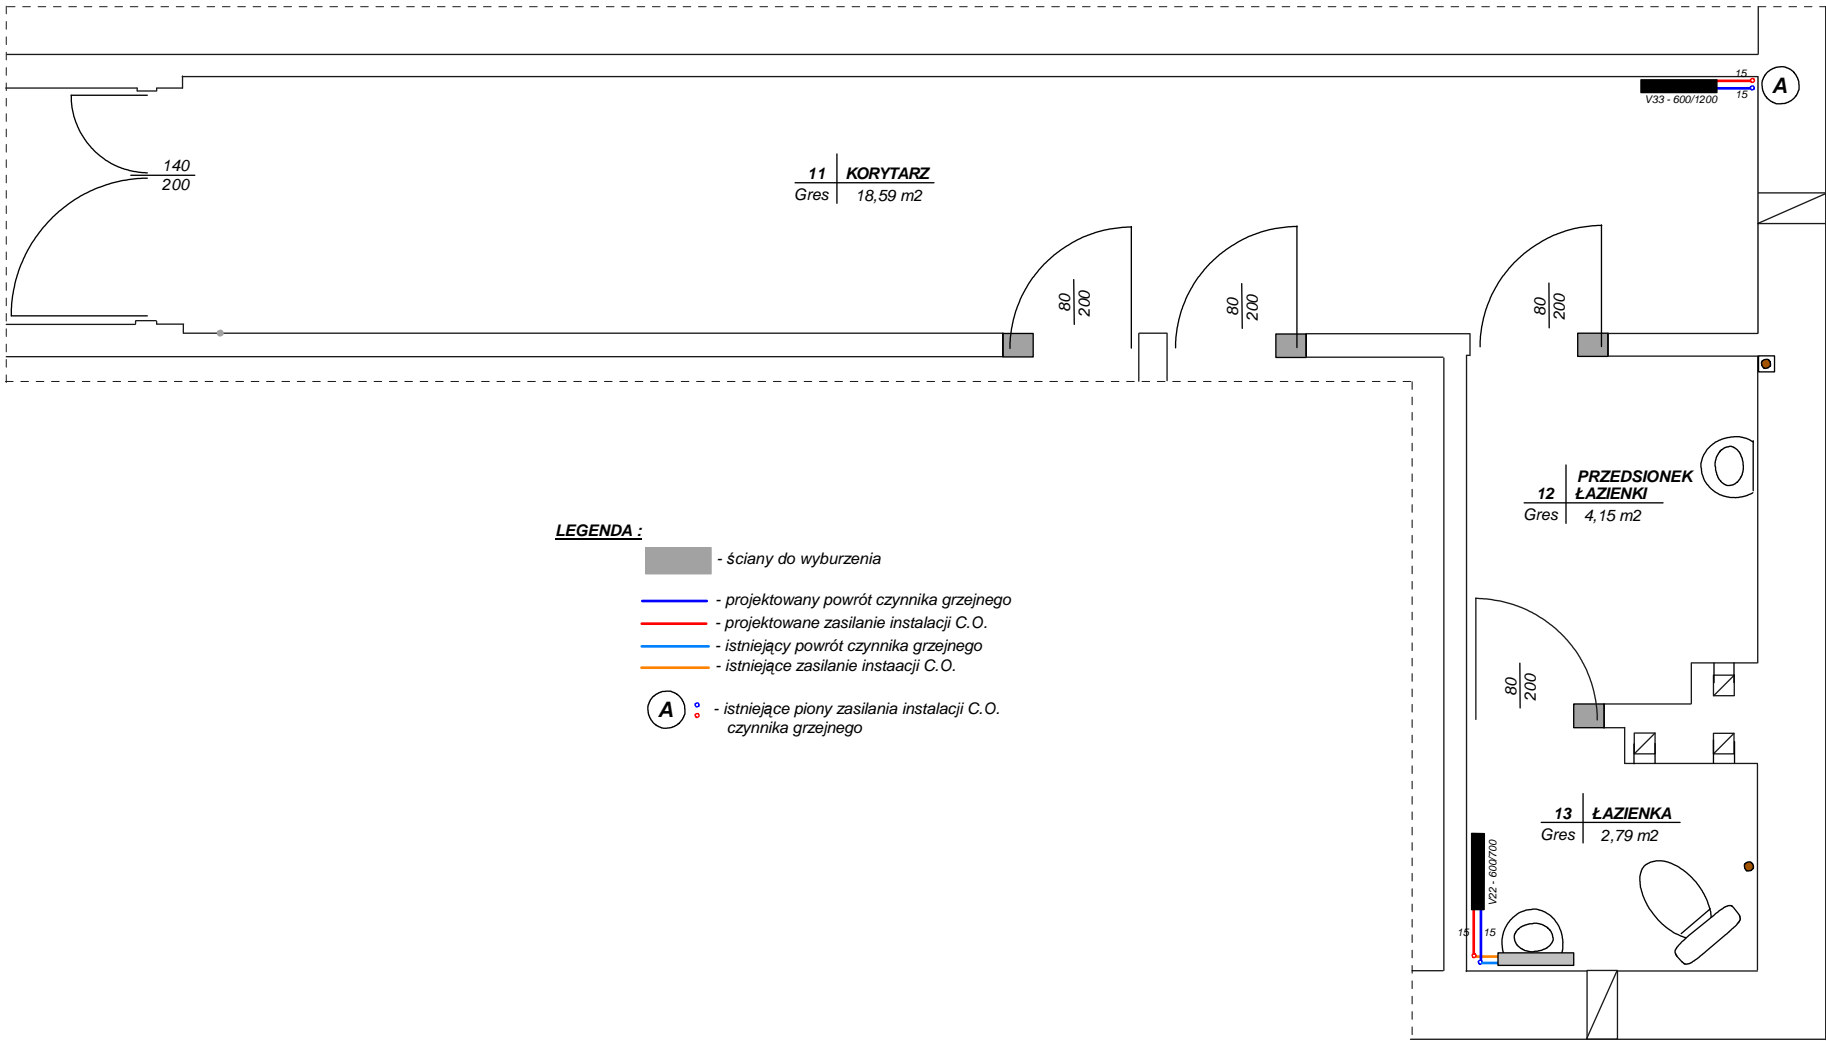 15
A
V33 - 600/1200
15
140
200
11 KORYTARZ
Gres 18,59 m2
80
200
80
200
80
200
PRZEDSIONEK
12 ŁAZIENKI
Gres 4,15 m2
LEGENDA :
- ściany do wyburzenia
- projektowany powrót czynnika grzejnego
- projektowane zasilanie instalacji C.O.
- istniejący powrót czynnika grzejnego
- istniejące zasilanie instaacji C.O.
A - istniejące piony zasilania instalacji C.O.
czynnika grzejnego
80
200
13 ŁAZIENKA
Gres 2,79 m2
V22 - 600/700
15 15